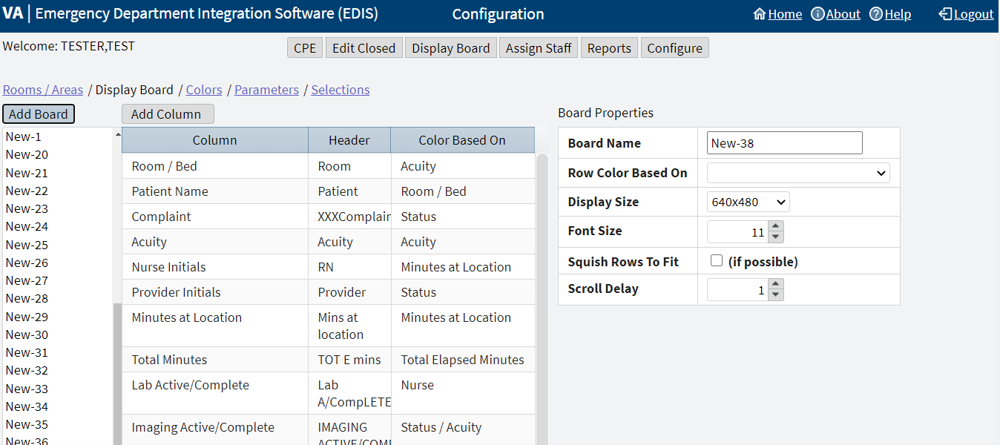 VA | Emergency Department Integration Software (EDIS) Configuration Home About Help Logout
Welcome: TESTER,TEST CPE Edit Closed Display Board Assign Staff Reports Configure
Rooms / Areas / Display Board / Colors / Parameters / Selections
Add Board
New-1
New-20
New-21
New-22
New-23
New-24
New-25
New-26
New-27
New-28
New-29
New-30
New-31
New-32
New-33
New-34
New-35
New-36
Add Column
Column Header Color Based On
Room / Bed Room Acuity
Patient Name Patient Room / Bed
Complaint XXXComplain Status
Acuity Acuity Acuity
Nurse Initials RN Minutes at Location
Provider Initials Provider Status
Minutes at Location Mins at Minutes at Location
location
Total Minutes TOT E mins Total Elapsed Minutes
Lab Active/Complete Lab Nurse
A/CompLETE
Imaging Active/Complete IMAGING Status / Acuity
ACTIVE/COM
Board Properties
Board Name New-38
Row Color Based On
Display Size 640x480
Font Size 11
Squish Rows To Fit (if possible)
Scroll Delay 1